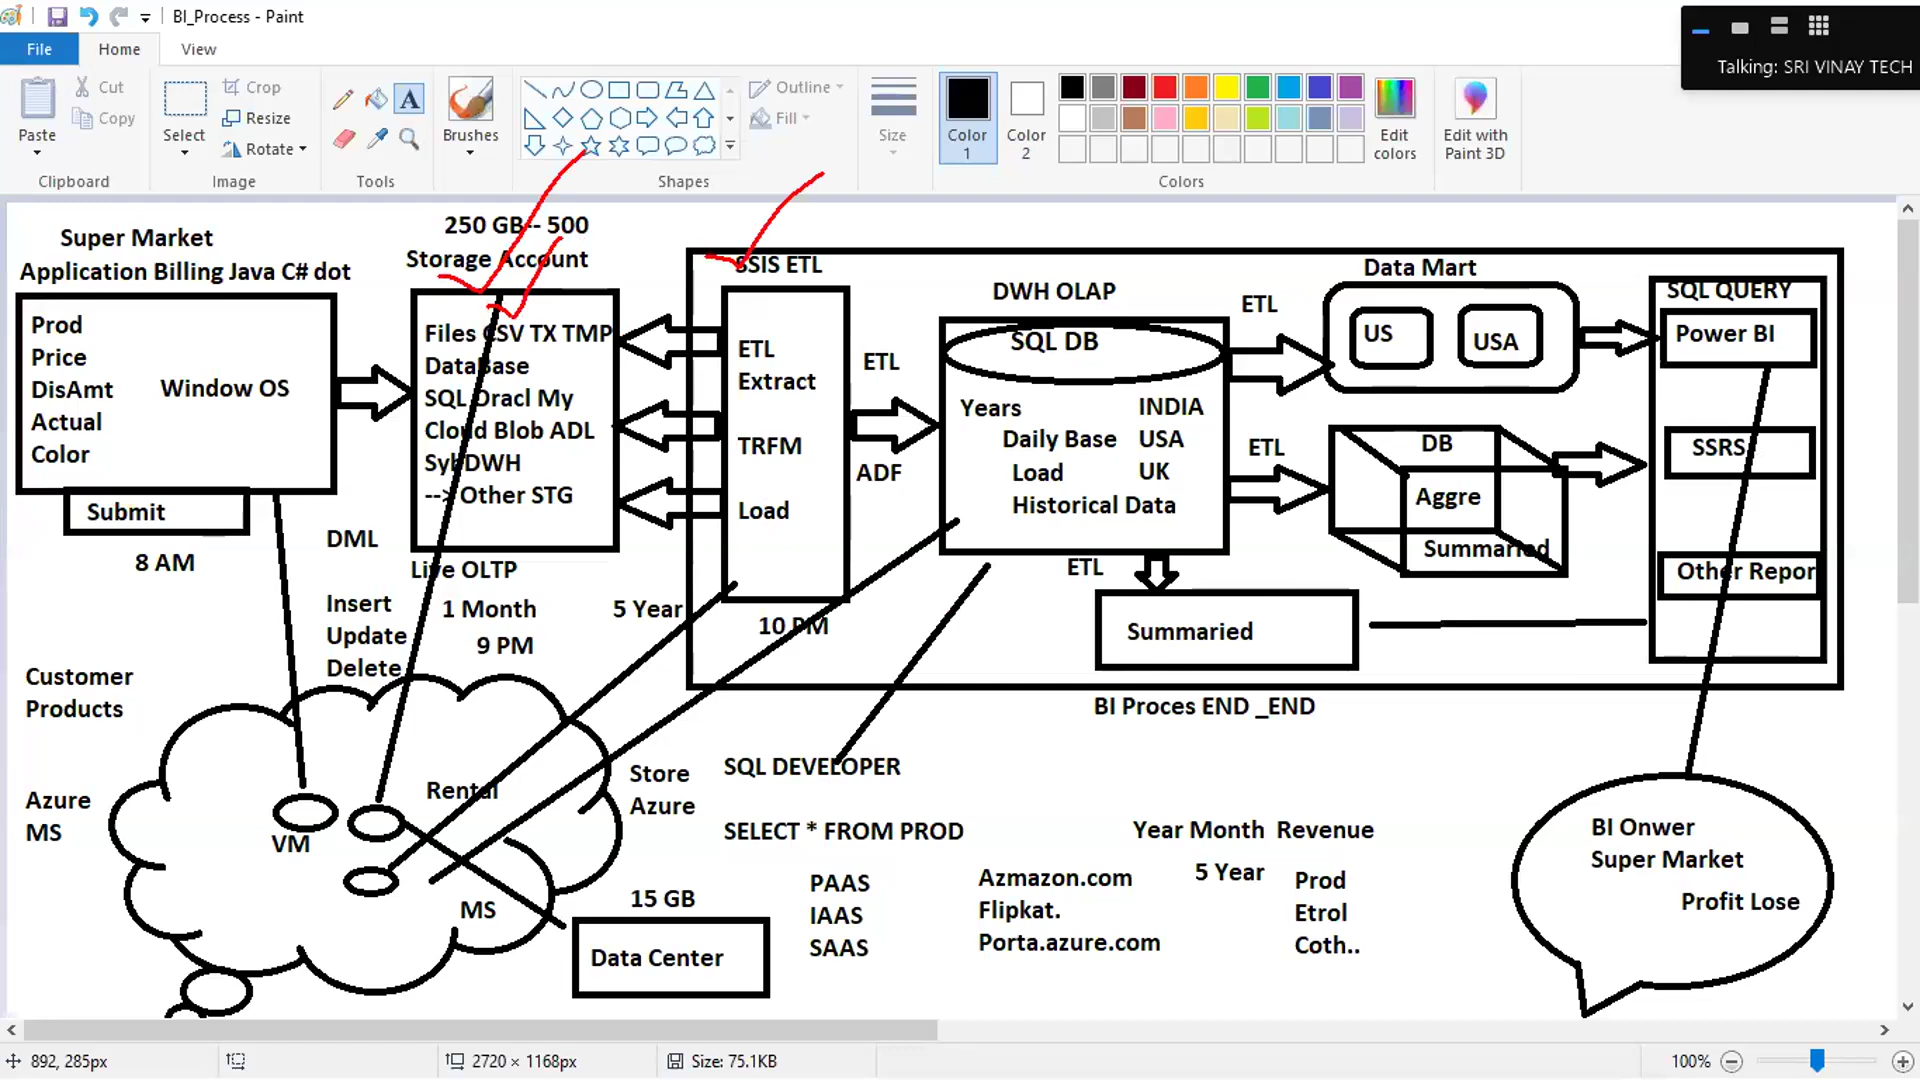 BI_Process - Paint
File
Home
View
Talking: SRI VINAY TECH
Paste
Cut
Copy
Clipboard
Select
Crop
Resize
Rotate
Image
A
Tools
Brushes
Shapes
Outline
Fill
Size
Color
1
Color
2
Edit
colors
Edit with
Paint 3D
Colors
Super Market
Application Billing Java C# dot
Prod
Price
DisAmt
Actual
Color
Window OS
Submit
8 AM
250 GB-- 500
Storage Account
Files CSV TX TMP
DataBase
SQL Oracl My
Cloud Blob ADL
SybDWH
--> Other STG
Live OLTP
1 Month
9 PM
DML
Insert
Update
Delete
5 Year
SSIS ETL
ETL
Extract
TRFM
Load
10 PM
ETL
ADF
DWH OLAP
SQL DB
Years
Daily Base
Load
Historical Data
INDIA
USA
UK
ETL
ETL
ETL
Data Mart
US
USA
DB
Aggre
Summaried
Summaried
SQL QUERY
Power BI
SSRS
Other Repor
BI Proces END _END
Customer
Products
Azure
MS
VM
Rental
MS
Store
Azure
15 GB
Data Center
SQL DEVELOPER
SELECT * FROM PROD
PAAS
IAAS
SAAS
Azmazon.com
Flipkat.
Porta.azure.com
Year Month Revenue
5 Year
Prod
Etrol
Coth..
BI Onwer
Super Market
Profit Lose
892, 285px
2720 × 1168px
Size: 75.1KB
100%